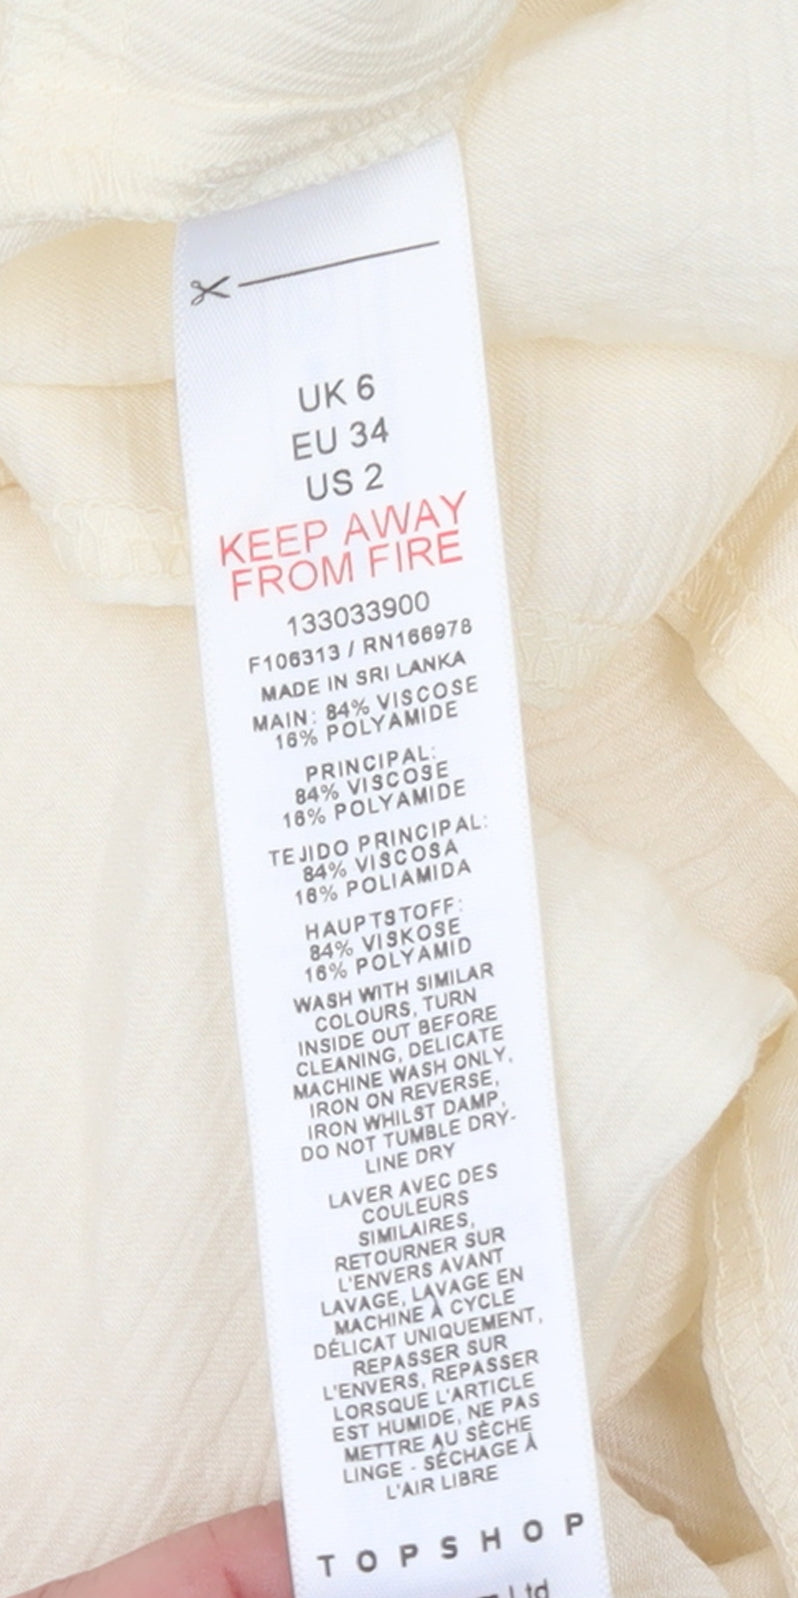 UK 6
EU 34
US 2
KEEP AWAY
FROM FIRE
133033900
F106313 / RN166978
MADE IN SRI LANKA
MAIN: 84% VISCOSE
16% POLYAMIDE
PRINCIPAL:
84% VISCOSE
16% POLYAMIDE
TEJIDO PRINCIPAL:
84% VISCOSA
16% POLIAMIDA
HAUPTSTOFF:
84% VISKOSE
16% POLYAMID
WASH WITH SIMILAR
COLOURS, TURN
INSIDE OUT BEFORE
CLEANING, DELICATE
MACHINE WASH ONLY,
IRON ON REVERSE,
IRON WHILST DAMP,
DO NOT TUMBLE DRY-
LINE DRY
LAVER AVEC DES
COULEURS
SIMILAIRES,
RETOURNER SUR
L'ENVERS AVANT
LAVAGE, LAVAGE EN
MACHINE À CYCLE
DÉLICAT UNIQUEMENT,
REPASSER SUR
L'ENVERS, REPASSER
LORSQUE L'ARTICLE
EST HUMIDE, NE PAS
METTRE AU SÈCHE
LINGE - SÉCHAGE À
L'AIR LIBRE
TOPSHOP
Ltd